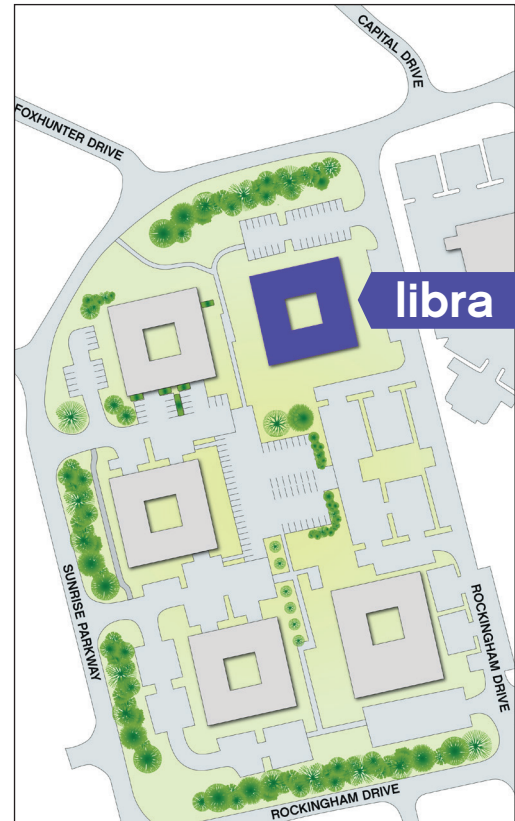 CAPITAL DRIVE
FOXHUNTER DRIVE
libra
SUNRISE PARKWAY
ROCKINGHAM DRIVE
ROCKINGHAM DRIVE